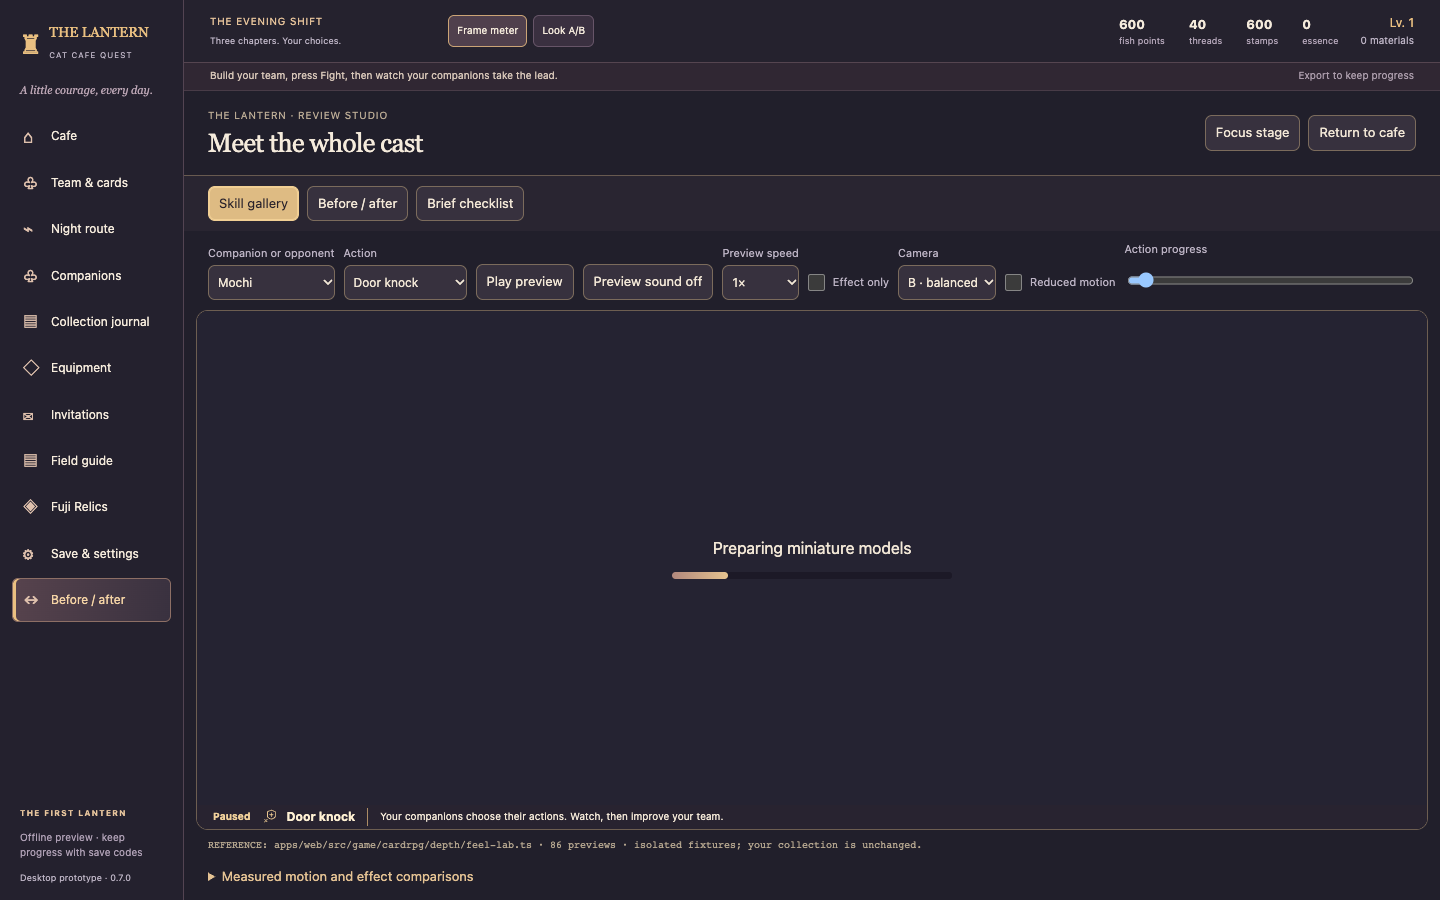 THE LANTERN
CAT CAFE QUEST
A little courage, every day.
Cafe
Team & cards
Night route
Companions
Collection journal
Equipment
Invitations
Field guide
Fuji Relics
Save & settings
Before / after
THE FIRST LANTERN
Offline preview · keep
progress with save codes
Desktop prototype · 0.7.0
THE EVENING SHIFT
Three chapters. Your choices.
Frame meter
Look A/B
600
fish points
40
threads
600
stamps
0
essence
Lv. 1
0 materials
Build your team, press Fight, then watch your companions take the lead.
Export to keep progress
THE LANTERN · REVIEW STUDIO
Meet the whole cast
Focus stage
Return to cafe
Skill gallery
Before / after
Brief checklist
Companion or opponent
Mochi
Action
Door knock
Play preview
Preview sound off
Preview speed
1×
Effect only
Camera
B · balanced
Reduced motion
Action progress
Preparing miniature models
Paused
Door knock
Your companions choose their actions. Watch, then improve your team.
REFERENCE: apps/web/src/game/cardrpg/depth/feel-lab.ts · 86 previews · isolated fixtures; your collection is unchanged.
Measured motion and effect comparisons